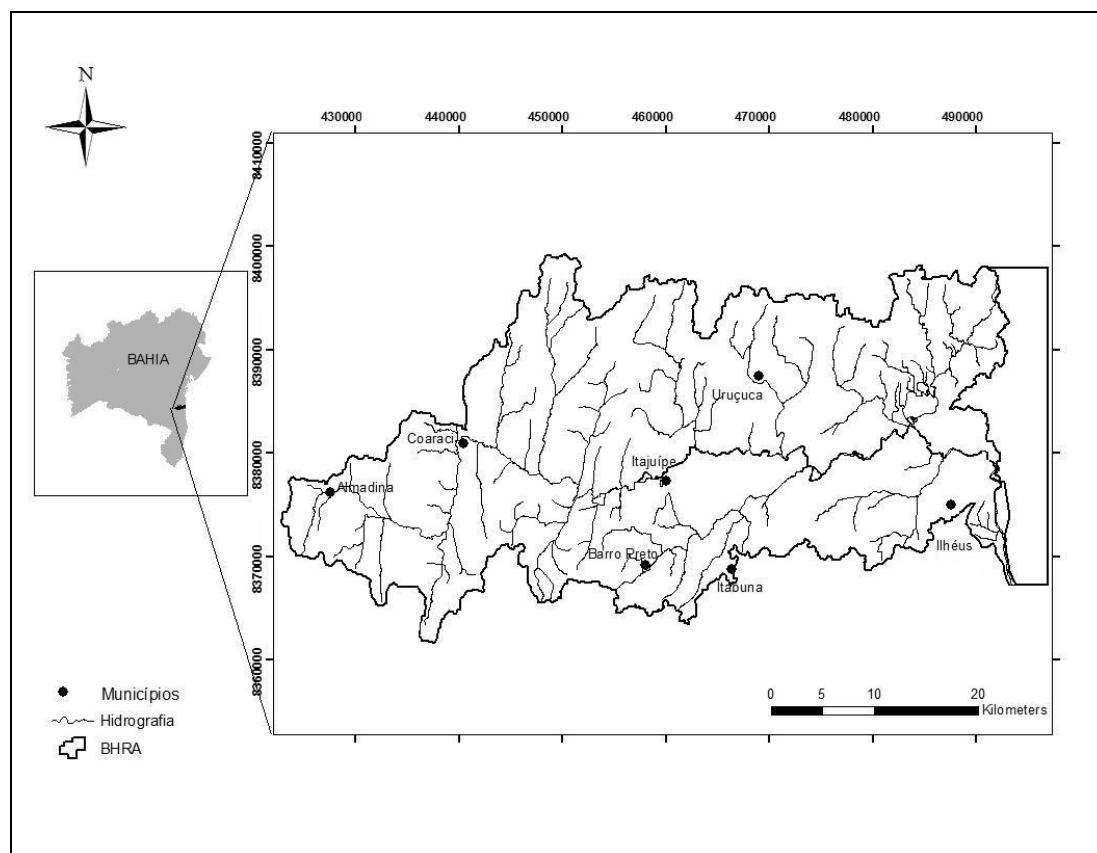 N
430000
440000
450000
460000
470000
480000
490000
8410000
8400000
8390000
8380000
8370000
8360000
BAHIA
Uruçuca
Coaraci
Itajuípe
Almadina
Barro Preto
Ilhéus
Itabuna
Municípios
Hidrografia
BHRA
0 5 10 20
Kilometers